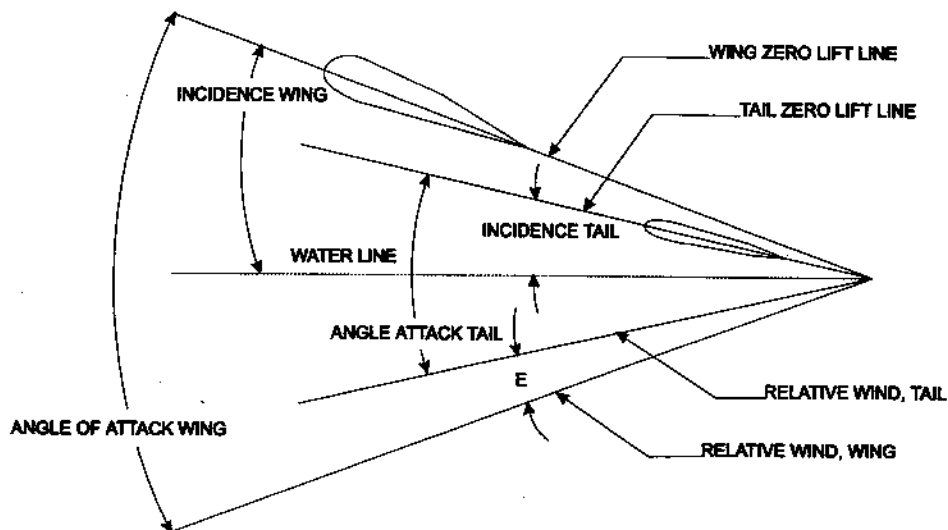 WING ZERO LIFT LINE
INCIDENCE WING
TAIL ZERO LIFT LINE
INCIDENCE TAIL
WATER LINE
ANGLE ATTACK TAIL
E
RELATIVE WIND, TAIL
ANGLE OF ATTACK WING
RELATIVE WIND, WING